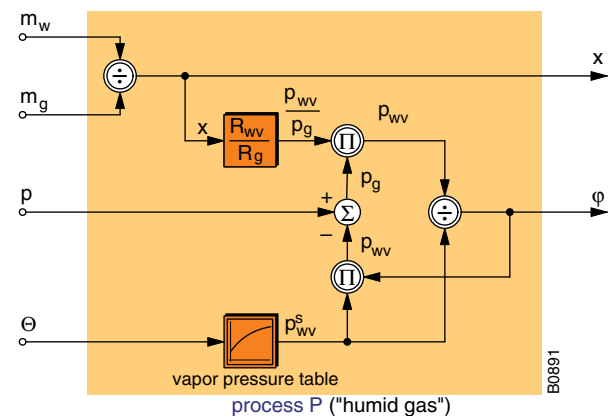 m_w
÷
x
m_g
x
R_wv
R_g
p_wv
p_g
Π
p_wv
p_g
p
+
Σ
−
÷
φ
p_wv
Π
Θ
p^s_wv
vapor pressure table
process P ("humid gas")
B0891